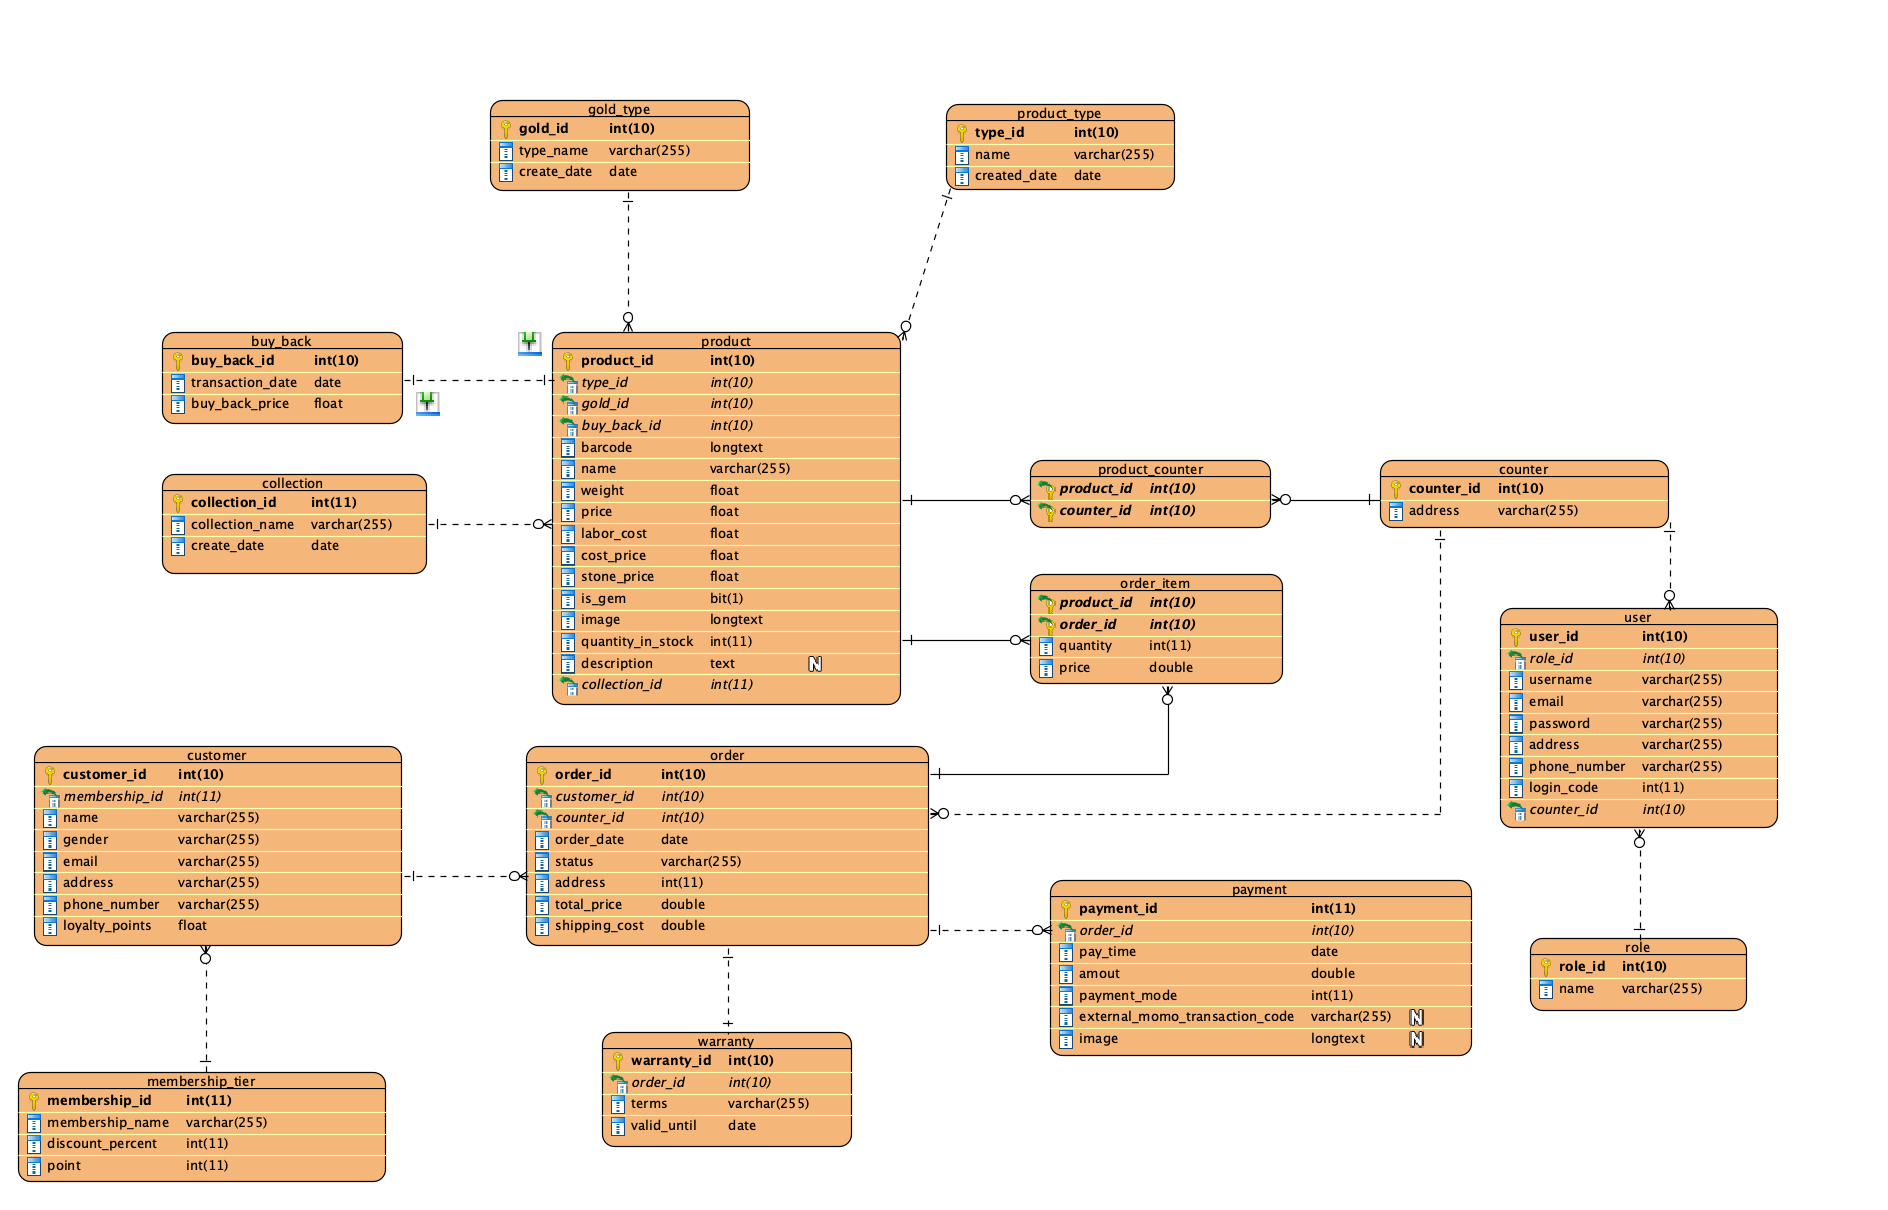 gold_type
gold_id int(10)
type_name varchar(255)
create_date date
product_type
type_id int(10)
name varchar(255)
created_date date
buy_back
buy_back_id int(10)
transaction_date date
buy_back_price float
collection
collection_id int(11)
collection_name varchar(255)
create_date date
product
product_id int(10)
type_id int(10)
gold_id int(10)
buy_back_id int(10)
barcode longtext
name varchar(255)
weight float
price float
labor_cost float
cost_price float
stone_price float
is_gem bit(1)
image longtext
quantity_in_stock int(11)
description text N
collection_id int(11)
product_counter
product_id int(10)
counter_id int(10)
counter
counter_id int(10)
address varchar(255)
order_item
product_id int(10)
order_id int(10)
quantity int(11)
price double
user
user_id int(10)
role_id int(10)
username varchar(255)
email varchar(255)
password varchar(255)
address varchar(255)
phone_number varchar(255)
login_code int(11)
counter_id int(10)
customer
customer_id int(10)
membership_id int(11)
name varchar(255)
gender varchar(255)
email varchar(255)
address varchar(255)
phone_number varchar(255)
loyalty_points float
order
order_id int(10)
customer_id int(10)
counter_id int(10)
order_date date
status varchar(255)
address int(11)
total_price double
shipping_cost double
payment
payment_id int(11)
order_id int(10)
pay_time date
amout double
payment_mode int(11)
external_momo_transaction_code varchar(255) N
image longtext N
role
role_id int(10)
name varchar(255)
warranty
warranty_id int(10)
order_id int(10)
terms varchar(255)
valid_until date
membership_tier
membership_id int(11)
membership_name varchar(255)
discount_percent int(11)
point int(11)